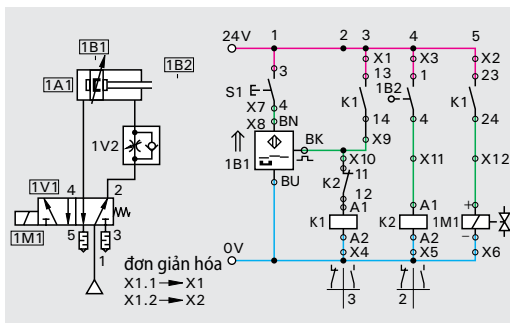 1B1
1B2
1A1
1V2
1V1
4
2
1M1
5
3
1
đơn giản hóa
X1.1 → X1
X1.2 → X2
24V
1
2
3
4
5
X1
X3
X2
3
13
1
23
S1
1B2
K1
K1
X7
4
X8
BN
14
4
24
BK
X9
1B1
X10
X11
X12
BU
K2
11
12
A1
A1
+
K1
K2
1M1
A2
A2
-
0V
X4
X5
X6
3
2